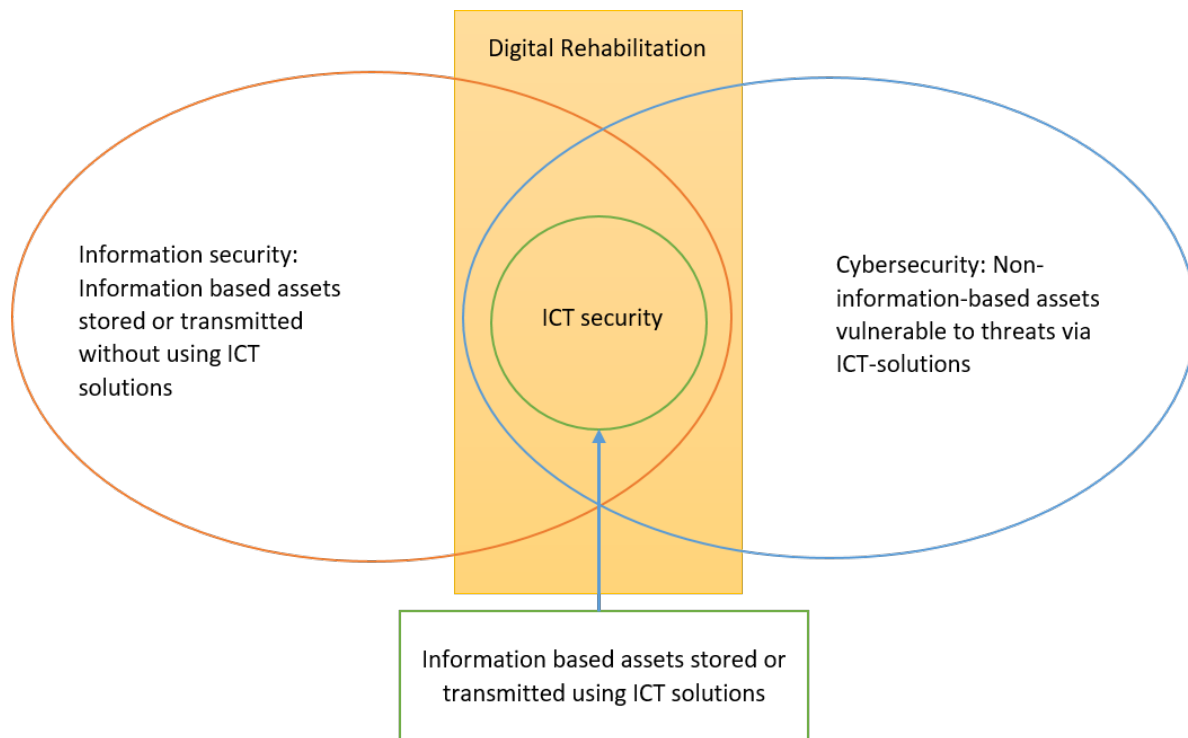 Digital Rehabilitation
Information security:
Information based assets
stored or transmitted
without using ICT
solutions
ICT security
Cybersecurity: Non-
information-based assets
vulnerable to threats via
ICT-solutions
Information based assets stored or
transmitted using ICT solutions